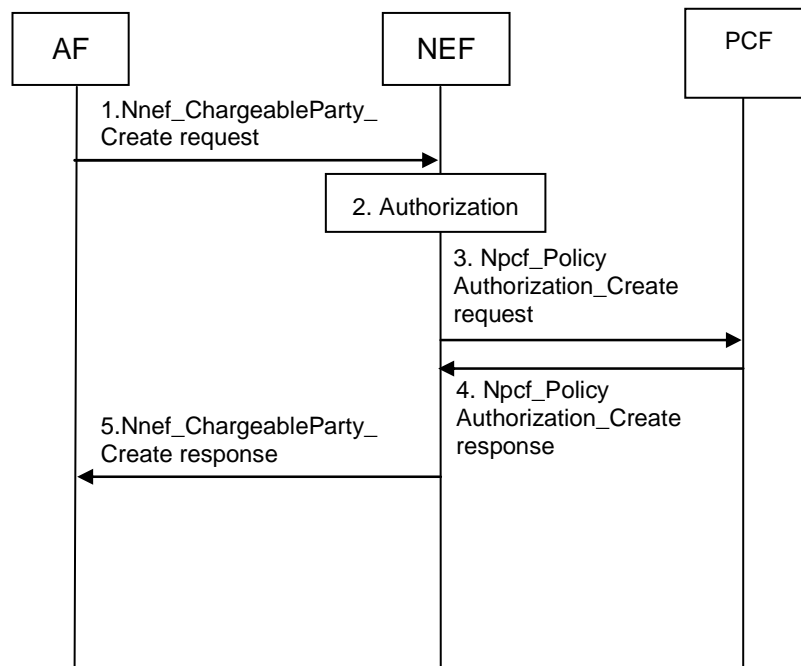 AF
NEF
PCF
1.Nnef_ChargeableParty_
Create request
2. Authorization
3. Npcf_Policy
Authorization_Create
request
4. Npcf_Policy
Authorization_Create
response
5.Nnef_ChargeableParty_
Create response